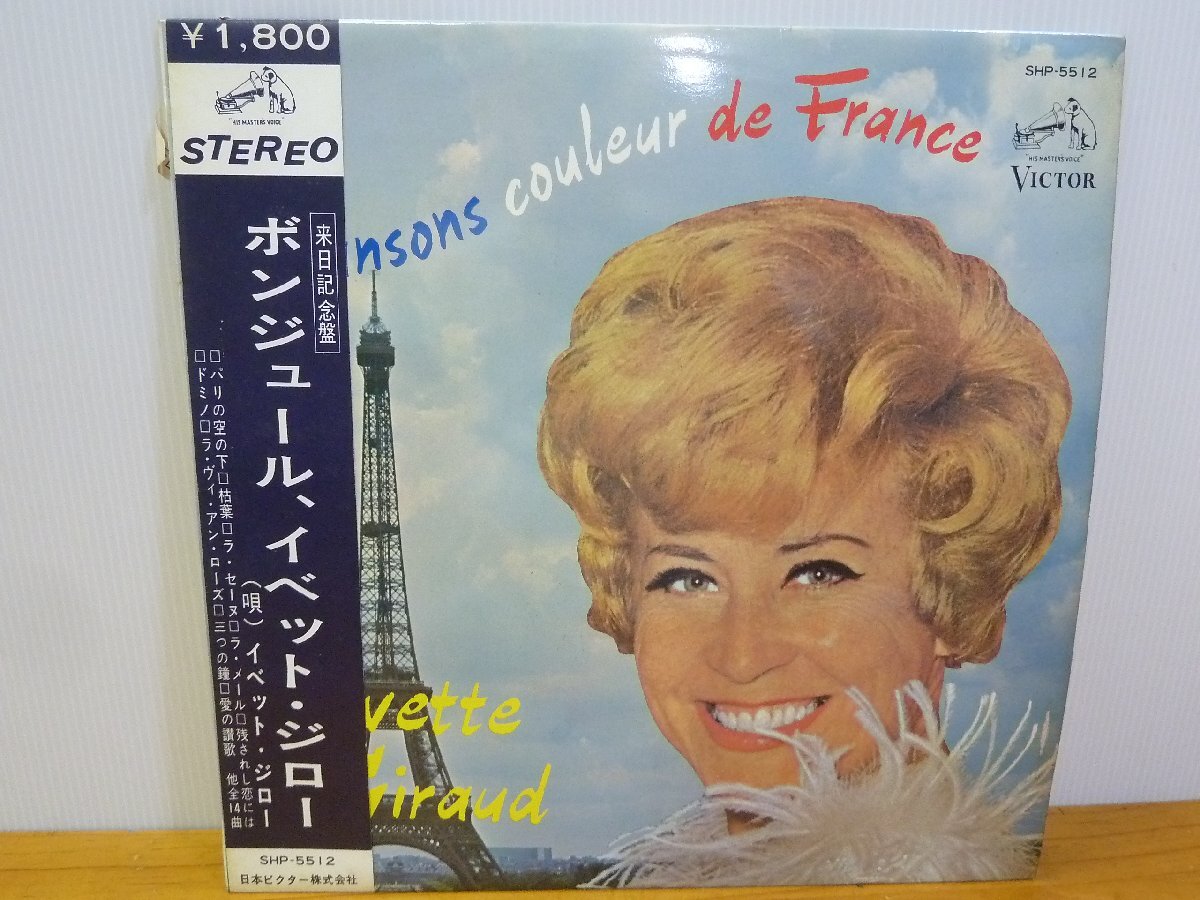 ¥1,800
"HIS MASTERS VOICE"
STEREO
来日記念盤
ボンジュール、イベット・ジロー
(唄) イベット・ジロー
□パリの空の下□枯葉□ラ・セーヌ□ラ・メール□残されし恋には
□ドミノ□ラ・ヴィ・アン・ローズ□三つの鐘□愛の讃歌 他全14曲
SHP-5512
日本ビクター株式会社
nsons couleur de France
SHP-5512
"HIS MASTERS VOICE"
VICTOR
vette
Giraud